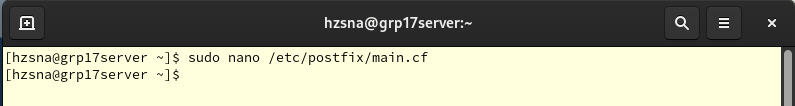 hzsna@grp17server:~
[hzsna@grp17server ~]$ sudo nano /etc/postfix/main.cf
[hzsna@grp17server ~]$